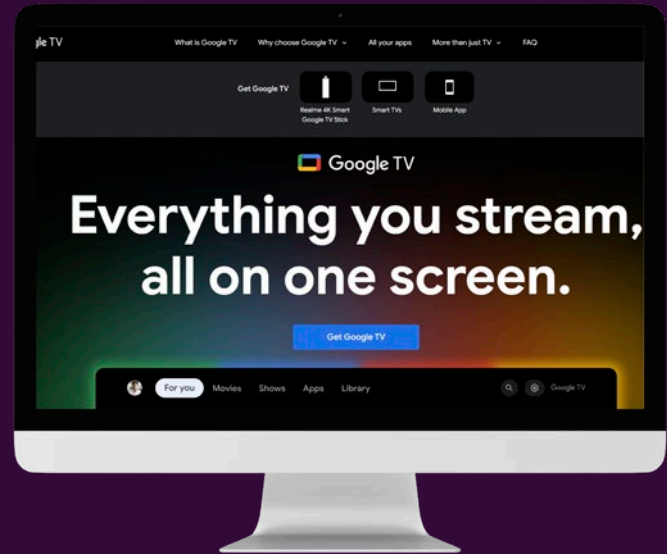 gle TV
What is Google TV Why choose Google TV All your apps More than just TV FAQ
Get Google TV
Realme 4K Smart Google TV Stick
Smart TVs
Mobile App
Google TV
Everything you stream,
all on one screen.
Get Google TV
For you Movies Shows Apps Library Google TV